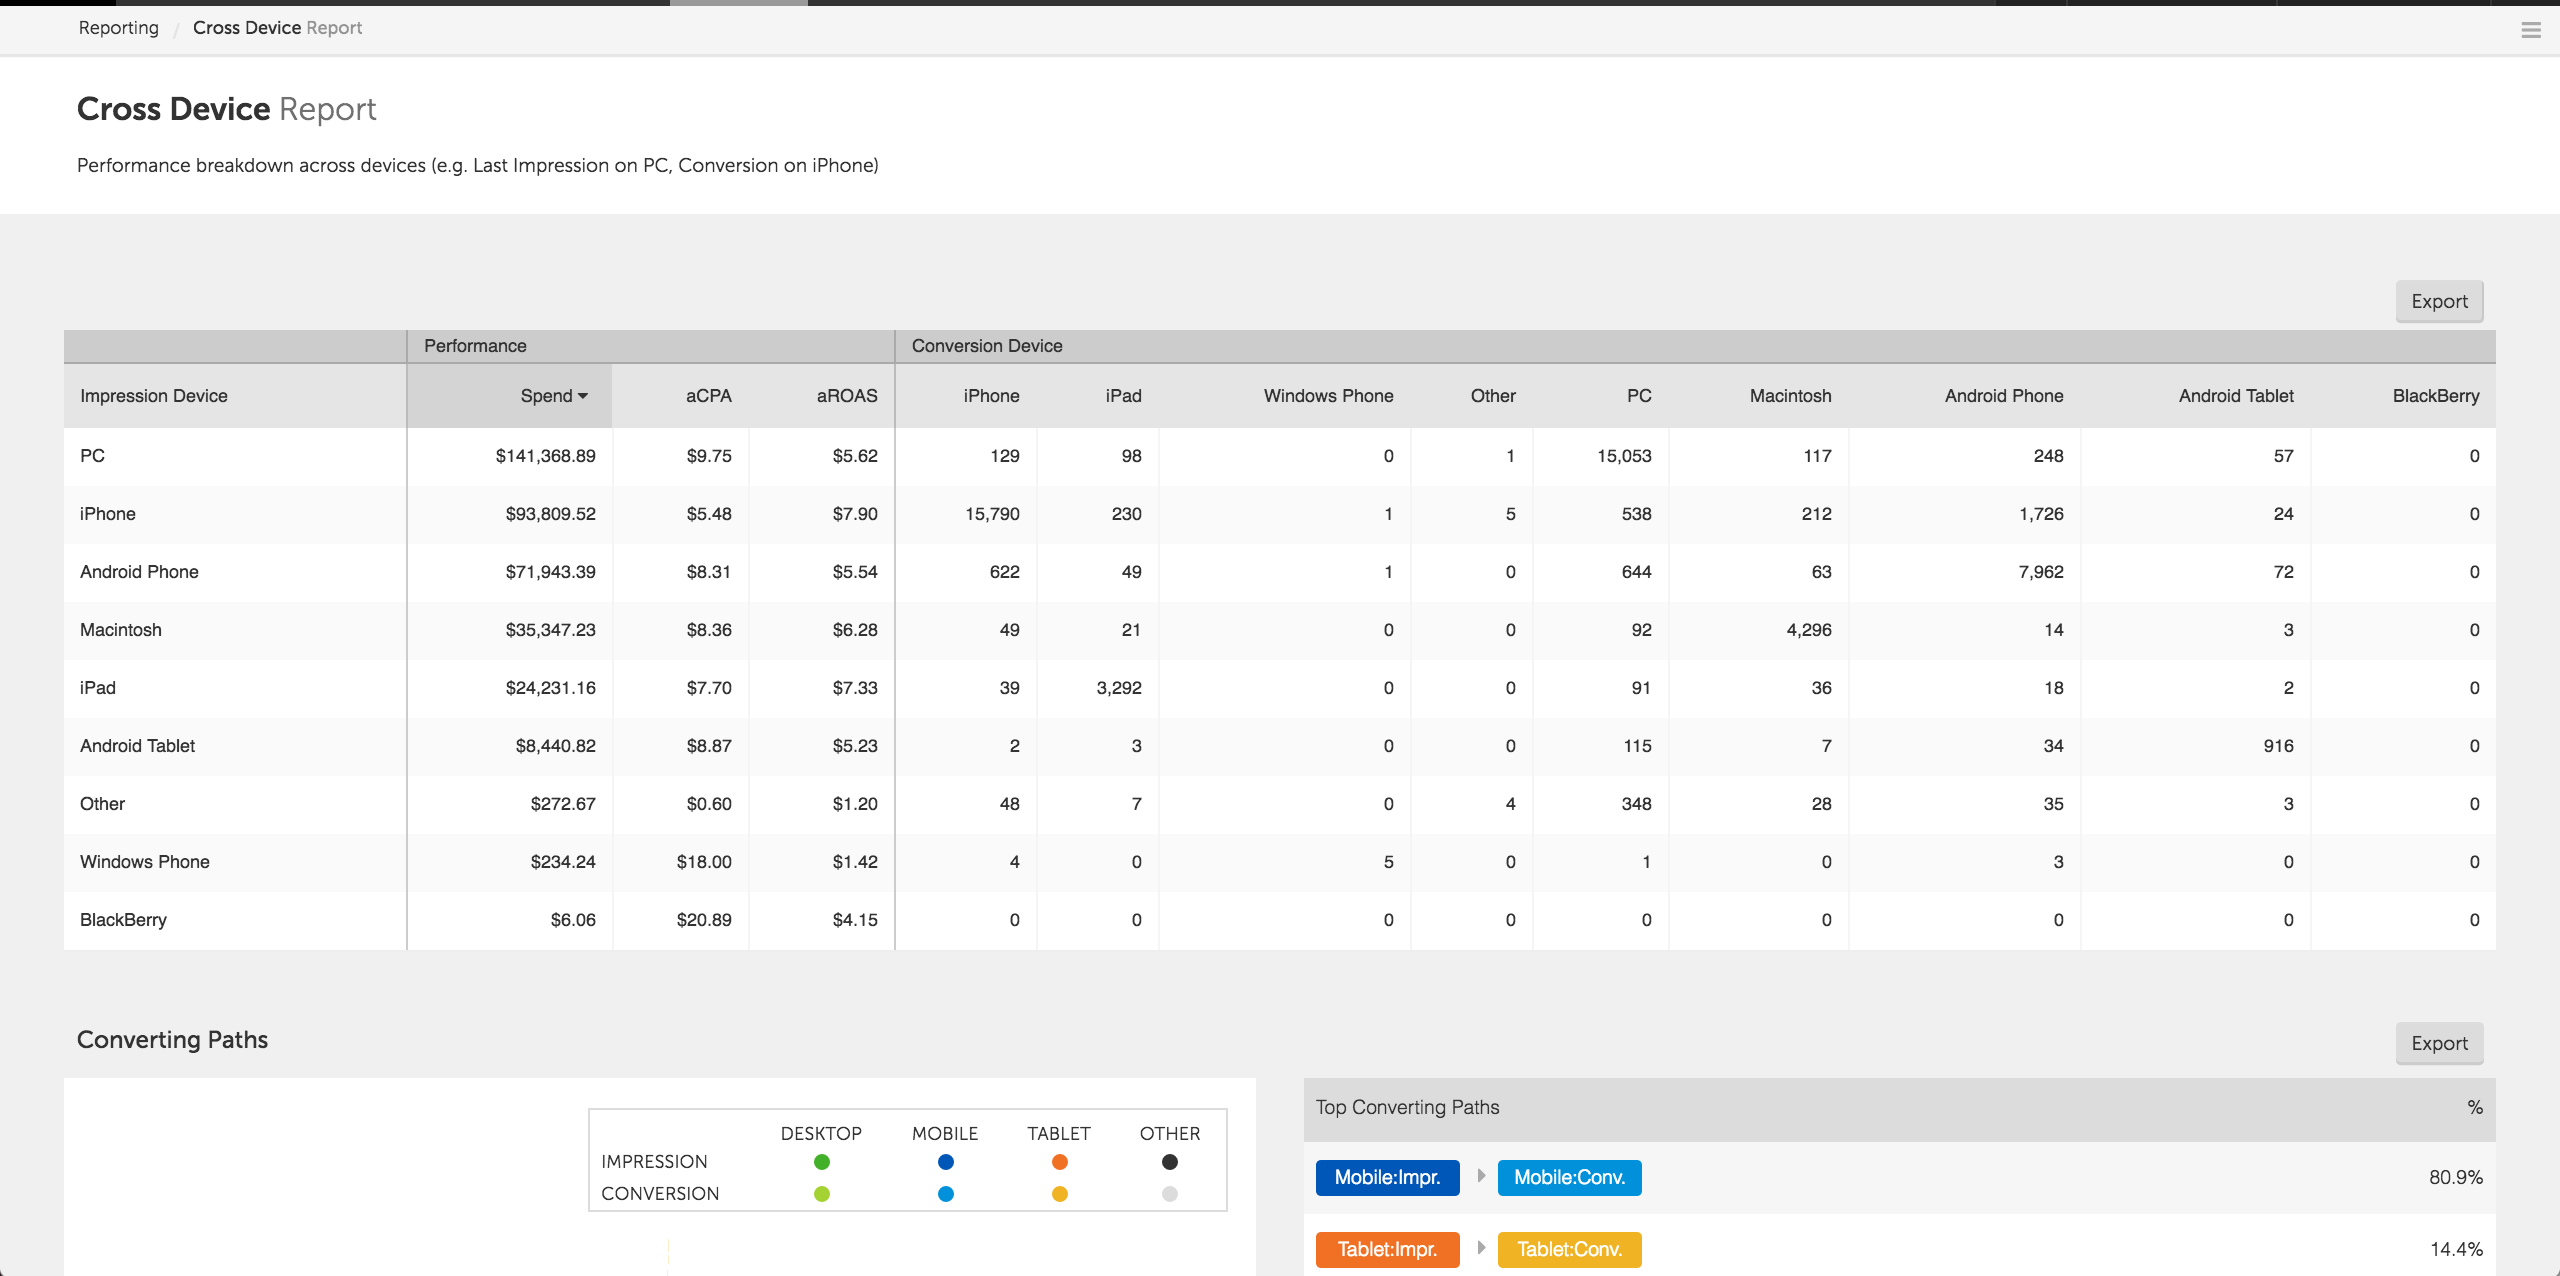 Reporting / Cross Device Report
Cross Device Report
Performance breakdown across devices (e.g. Last Impression on PC, Conversion on iPhone)
Export
Performance Conversion Device
Impression Device Spend aCPA aROAS iPhone iPad Windows Phone Other PC Macintosh Android Phone Android Tablet BlackBerry
PC $141,368.89 $9.75 $5.62 129 98 0 1 15,053 117 248 57 0
iPhone $93,809.52 $5.48 $7.90 15,790 230 1 5 538 212 1,726 24 0
Android Phone $71,943.39 $8.31 $5.54 622 49 1 0 644 63 7,962 72 0
Macintosh $35,347.23 $8.36 $6.28 49 21 0 0 92 4,296 14 3 0
iPad $24,231.16 $7.70 $7.33 39 3,292 0 0 91 36 18 2 0
Android Tablet $8,440.82 $8.87 $5.23 2 3 0 0 115 7 34 916 0
Other $272.67 $0.60 $1.20 48 7 0 4 348 28 35 3 0
Windows Phone $234.24 $18.00 $1.42 4 0 5 0 1 0 3 0 0
BlackBerry $6.06 $20.89 $4.15 0 0 0 0 0 0 0 0 0
Converting Paths
Export
DESKTOP MOBILE TABLET OTHER
IMPRESSION
CONVERSION
Top Converting Paths %
Mobile:Impr. Mobile:Conv. 80.9%
Tablet:Impr. Tablet:Conv. 14.4%